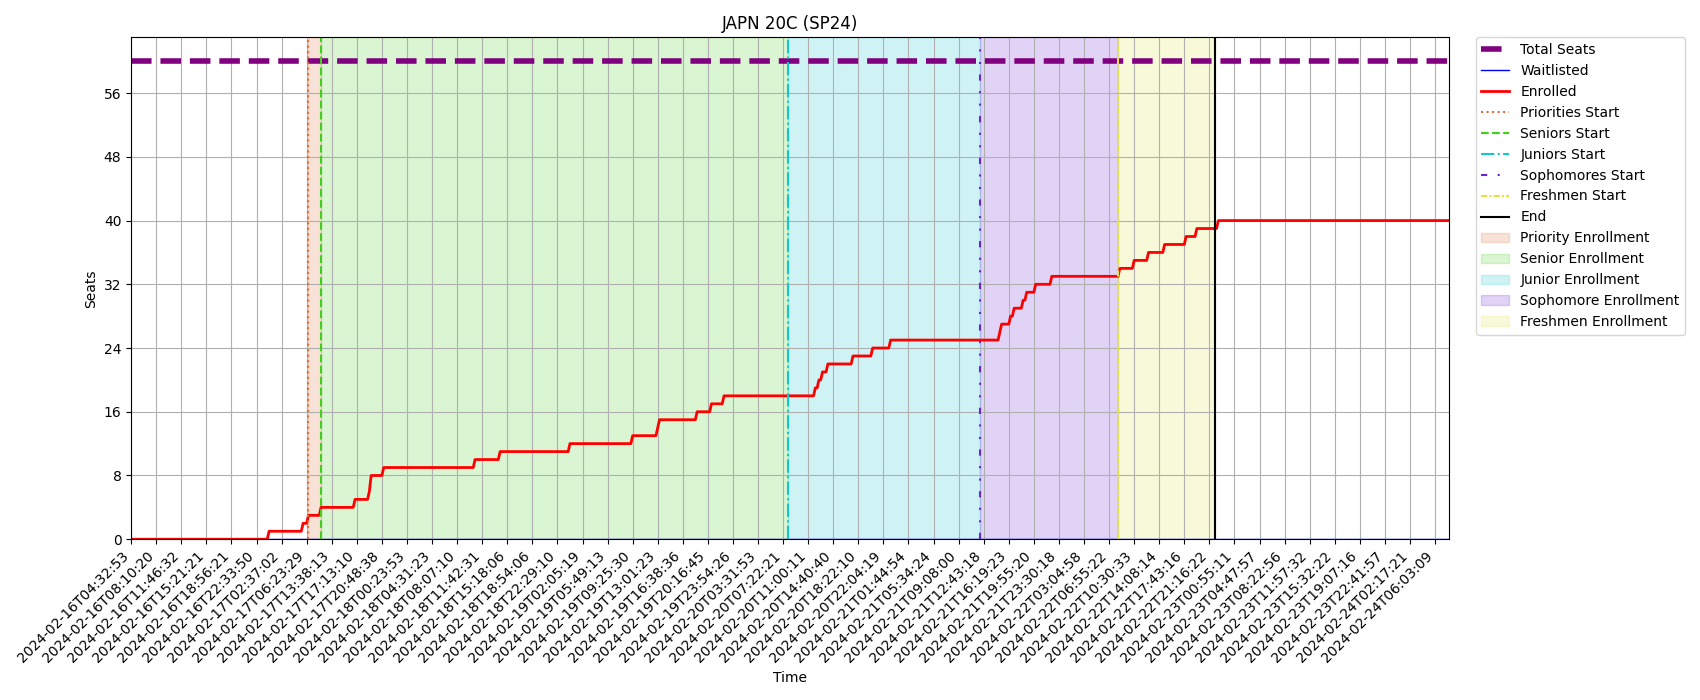 JAPN 20C (SP24)
Seats
56
48
40
32
24
16
8
0
2024-02-16T04:32:53
2024-02-16T08:10:20
2024-02-16T11:46:32
2024-02-16T15:21:21
2024-02-16T18:56:21
2024-02-16T22:33:50
2024-02-17T02:37:02
2024-02-17T06:23:29
2024-02-17T13:38:13
2024-02-17T17:13:10
2024-02-17T20:48:38
2024-02-18T00:23:53
2024-02-18T04:31:23
2024-02-18T08:07:10
2024-02-18T11:42:31
2024-02-18T15:18:06
2024-02-18T18:54:06
2024-02-18T22:29:10
2024-02-19T02:05:19
2024-02-19T05:49:13
2024-02-19T09:25:30
2024-02-19T13:01:23
2024-02-19T16:38:36
2024-02-19T20:16:45
2024-02-19T23:54:26
2024-02-20T03:31:53
2024-02-20T07:22:21
2024-02-20T11:00:11
2024-02-20T14:40:40
2024-02-20T18:22:10
2024-02-20T22:04:19
2024-02-21T01:44:54
2024-02-21T05:34:24
2024-02-21T09:08:00
2024-02-21T12:43:18
2024-02-21T16:19:23
2024-02-21T19:55:20
2024-02-21T23:30:18
2024-02-22T03:04:58
2024-02-22T06:55:22
2024-02-22T10:30:33
2024-02-22T14:08:14
2024-02-22T17:43:16
2024-02-22T21:16:22
2024-02-23T00:55:11
2024-02-23T04:47:57
2024-02-23T08:22:56
2024-02-23T11:57:32
2024-02-23T15:32:22
2024-02-23T19:07:16
2024-02-23T22:41:57
2024-02-24T02:17:21
2024-02-24T06:03:09
Time
Total Seats
Waitlisted
Enrolled
Priorities Start
Seniors Start
Juniors Start
Sophomores Start
Freshmen Start
End
Priority Enrollment
Senior Enrollment
Junior Enrollment
Sophomore Enrollment
Freshmen Enrollment